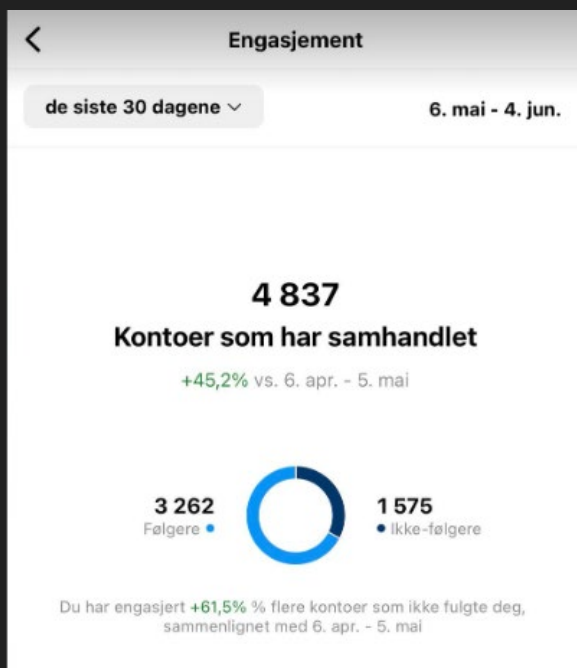 Engasjement
de siste 30 dagene
6. mai - 4. jun.
4 837
Kontoer som har samhandlet
+45,2% vs. 6. apr. - 5. mai
3 262
Følgere
1 575
Ikke-følgere
Du har engasjert +61,5% % flere kontoer som ikke fulgte deg,
sammenlignet med 6. apr. - 5. mai